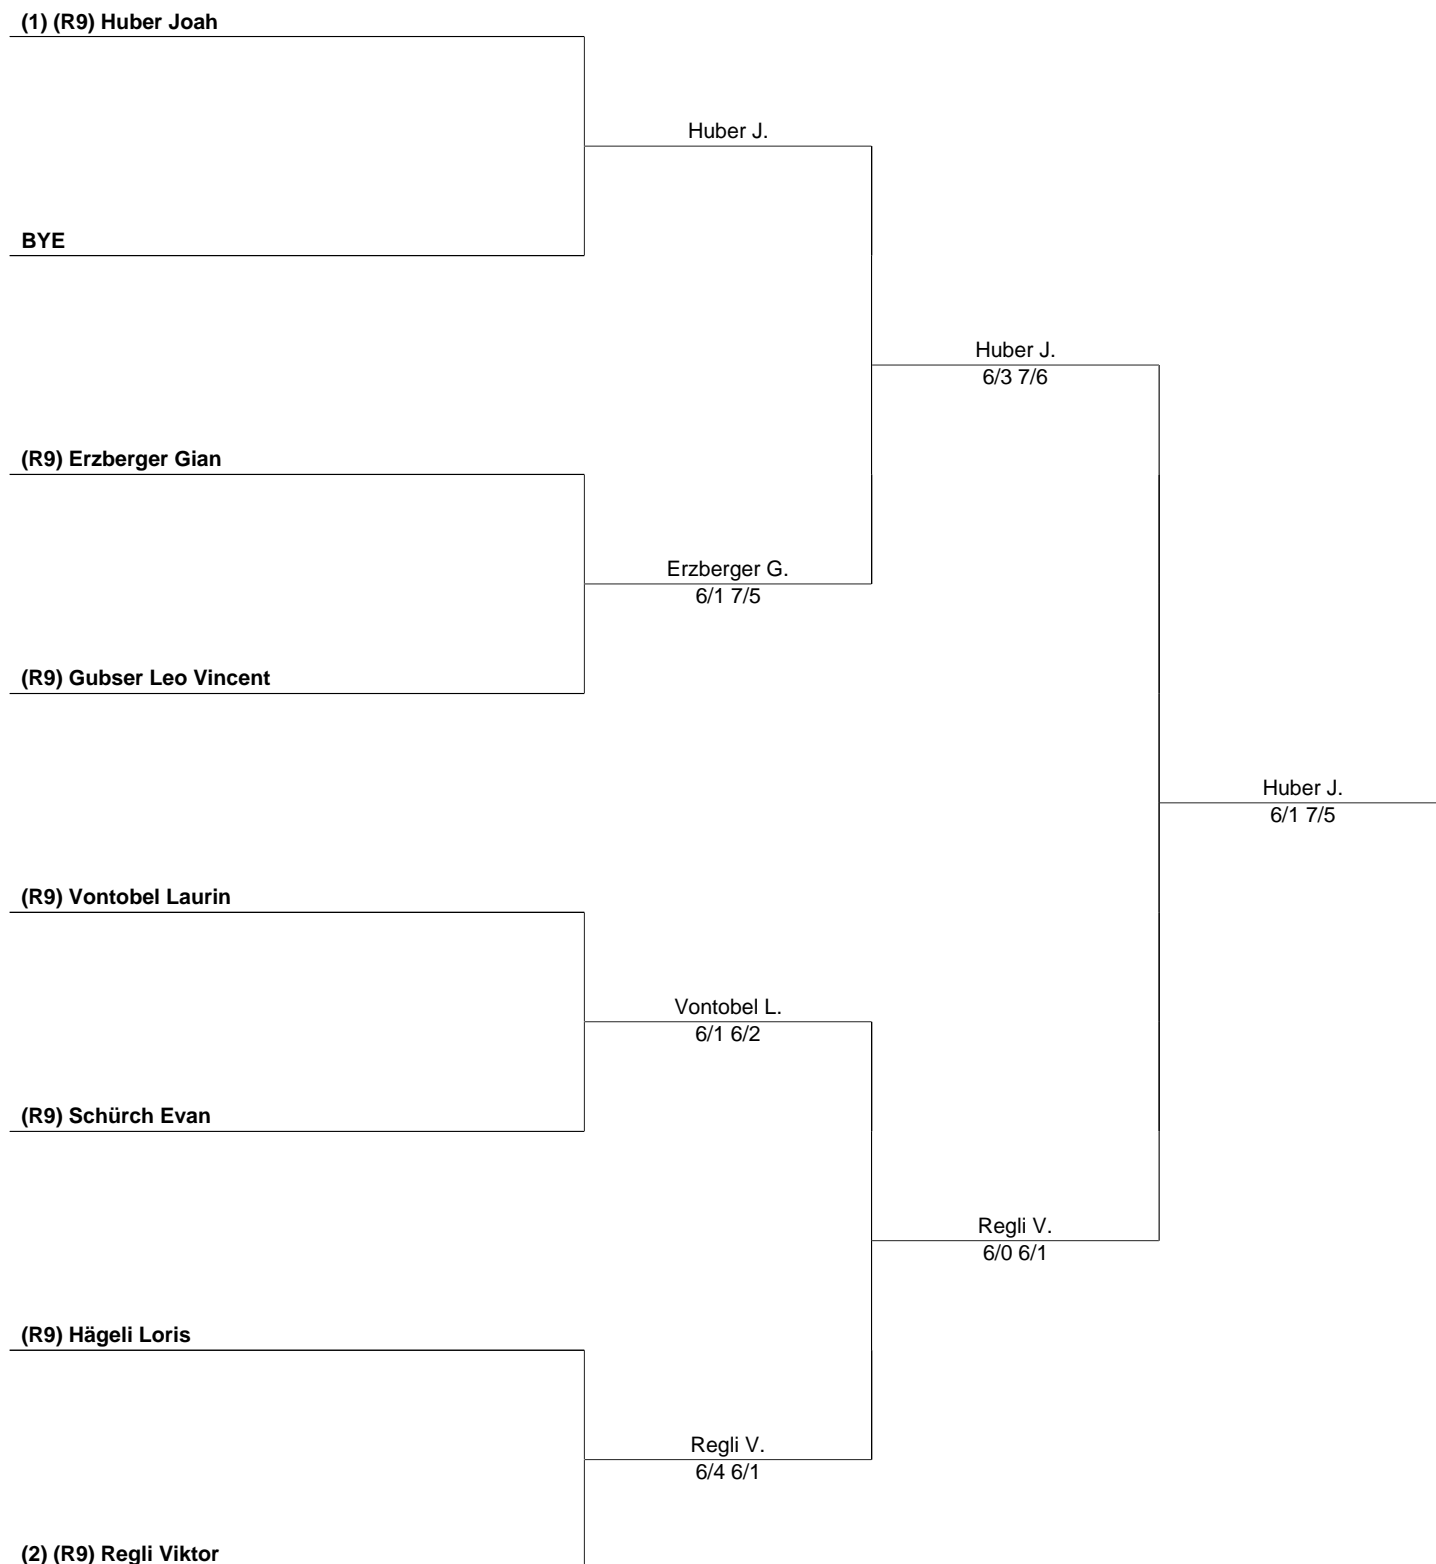 (1) (R9) Huber Joah
Huber J.
BYE
Huber J.
6/3 7/6
(R9) Erzberger Gian
Erzberger G.
6/1 7/5
(R9) Gubser Leo Vincent
Huber J.
6/1 7/5
(R9) Vontobel Laurin
Vontobel L.
6/1 6/2
(R9) Schürch Evan
Regli V.
6/0 6/1
(R9) Hägeli Loris
Regli V.
6/4 6/1
(2) (R9) Regli Viktor